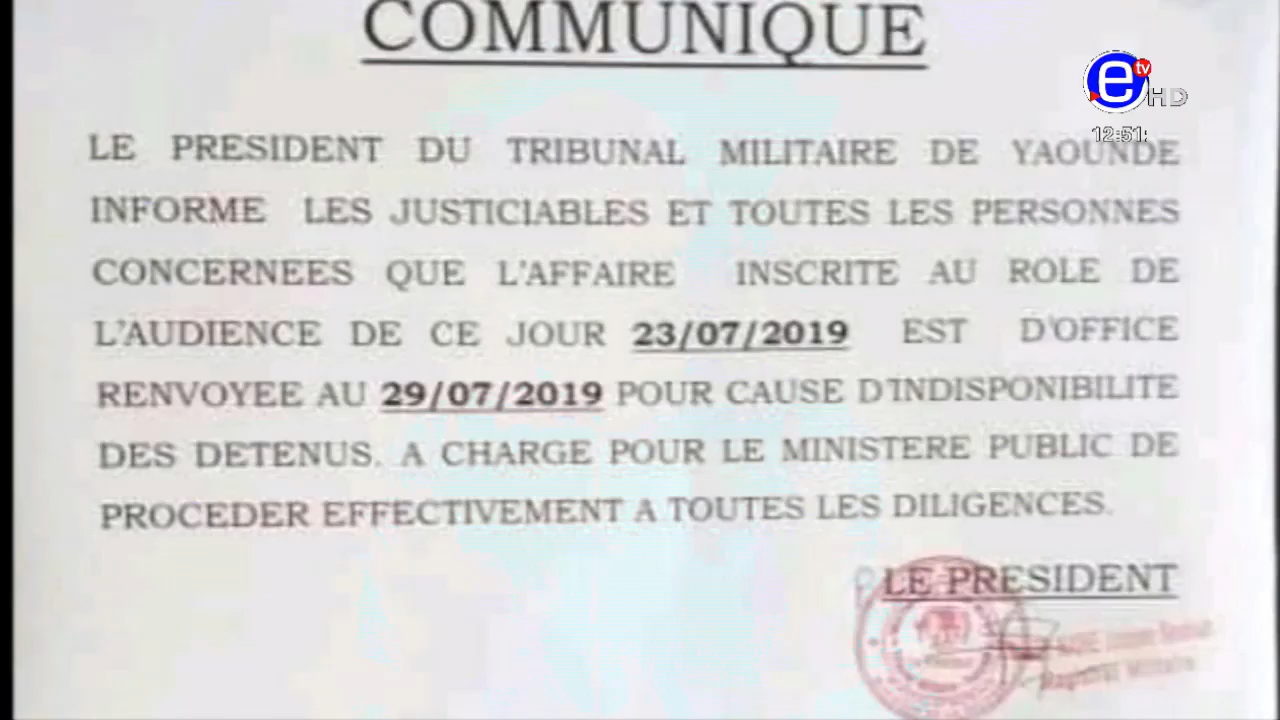 COMMUNIQUE
e tv HD
12:51:
LE PRESIDENT DU TRIBUNAL MILITAIRE DE YAOUNDE
INFORME LES JUSTICIABLES ET TOUTES LES PERSONNES
CONCERNEES QUE L'AFFAIRE INSCRITE AU ROLE DE
L'AUDIENCE DE CE JOUR 23/07/2019 EST D'OFFICE
RENVOYEE AU 29/07/2019 POUR CAUSE D'INDISPONIBILITE
DES DETENUS. A CHARGE POUR LE MINISTERE PUBLIC DE
PROCEDER EFFECTIVEMENT A TOUTES LES DILIGENCES.
LE PRESIDENT
Magistrat Militaire